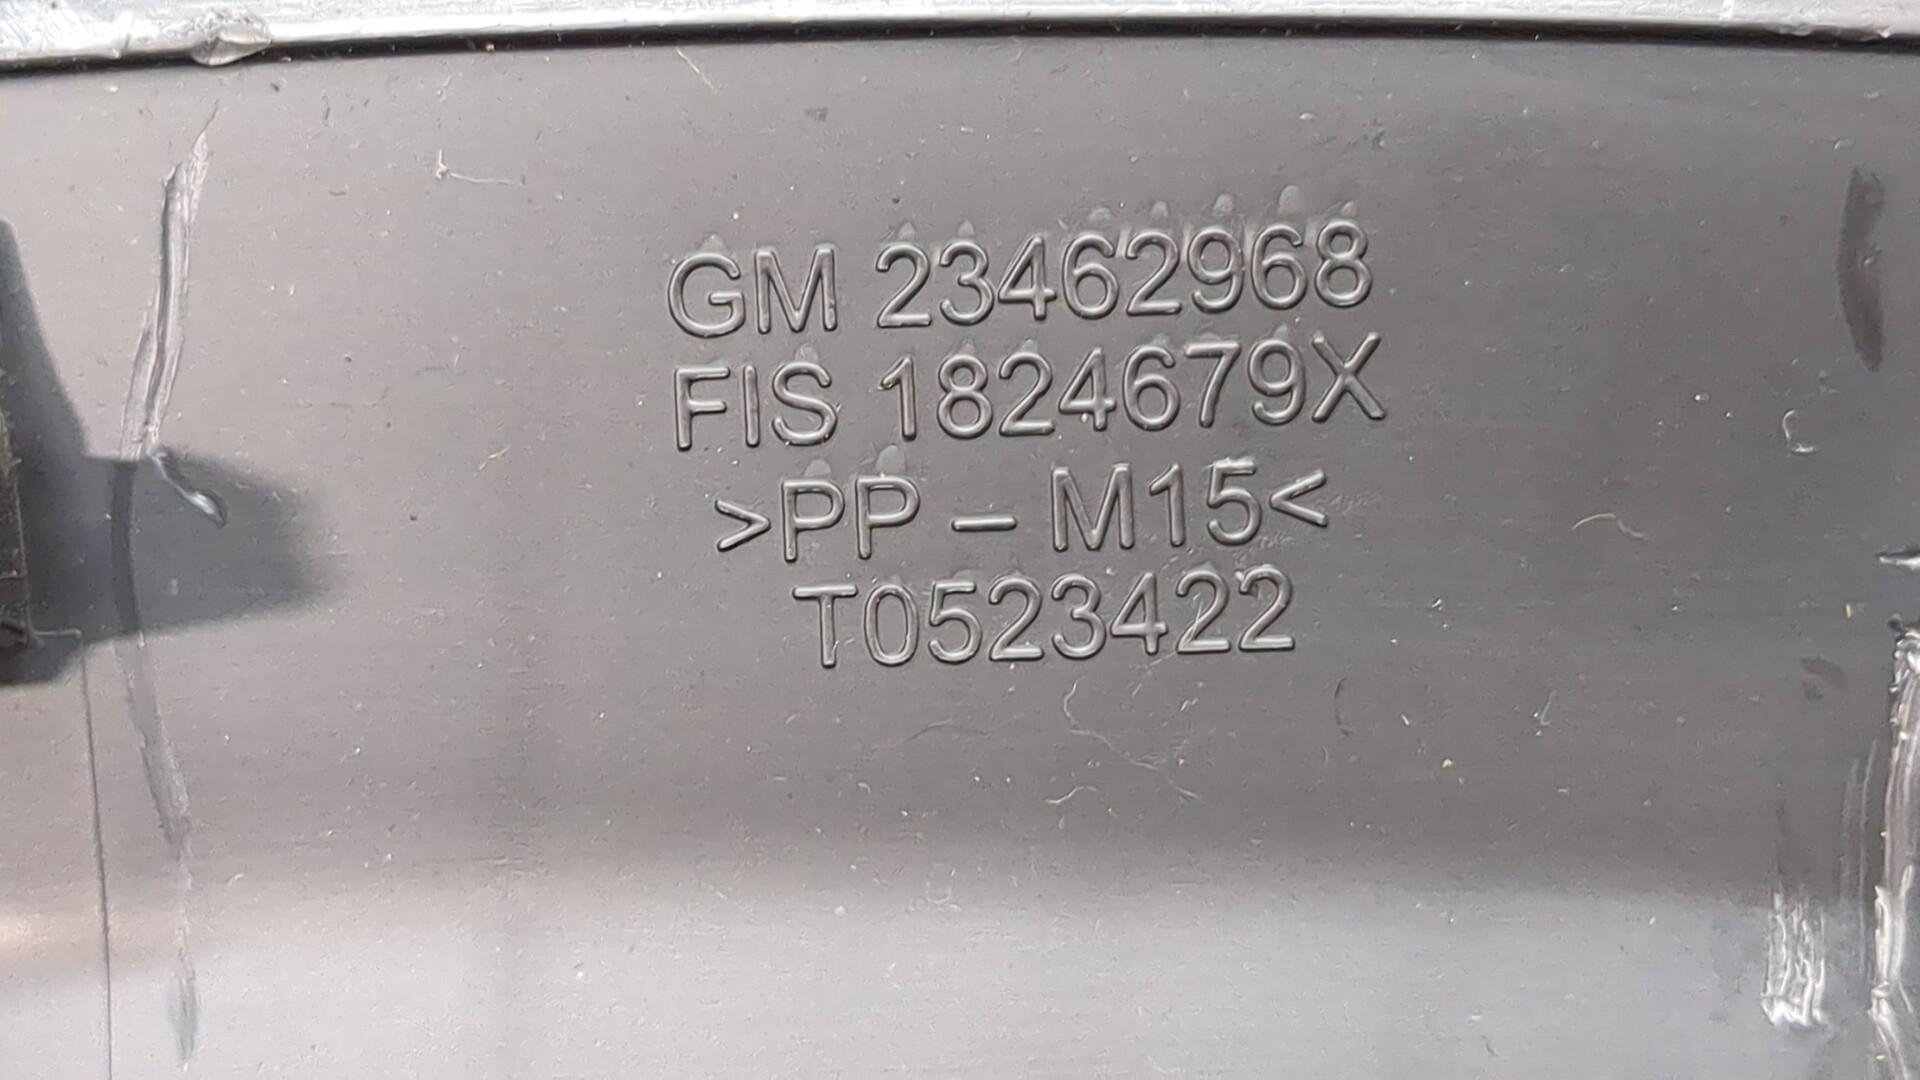 GM 23462968
FIS 1824679X
>PP - M15<
T0523422